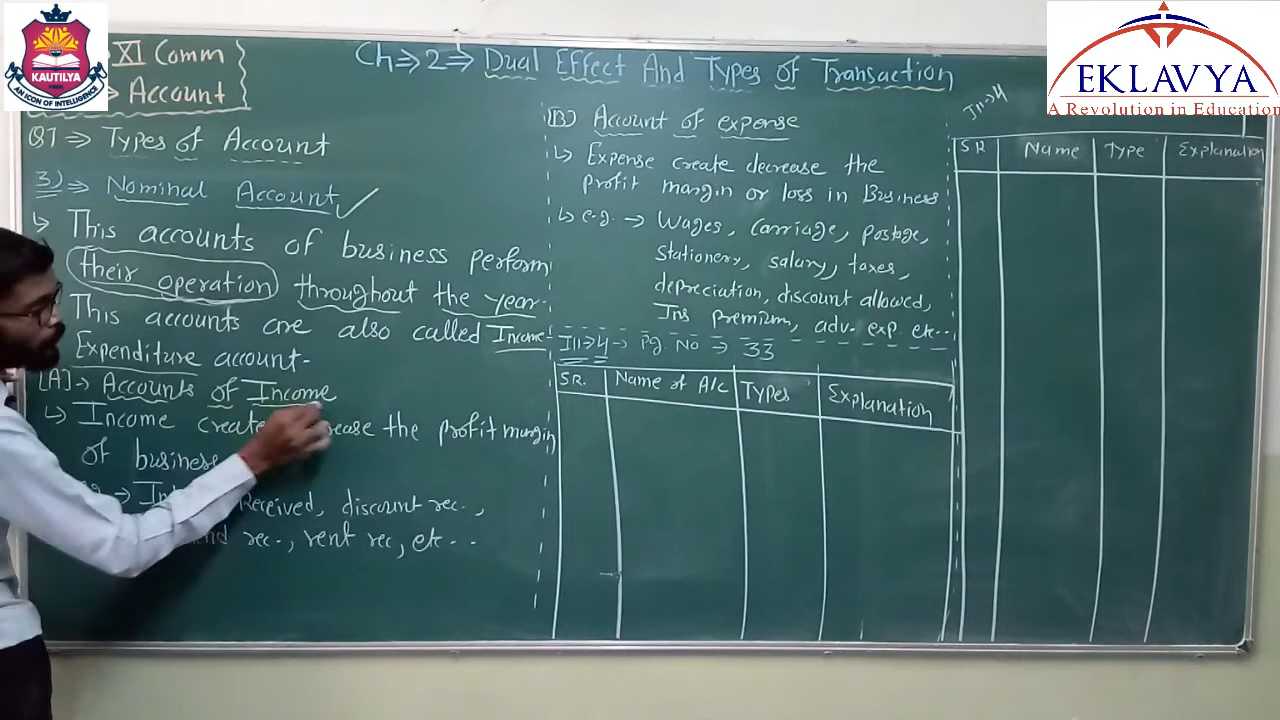 KAUTILYA
AN ICON OF INTELLIGENCE
EKLAVYA
A Revolution in Education
XI Comm
Account
Ch⇒2⇒ Dual Effect And Types of Transaction
Q1 ⇒ Types of Account
3) ⇒ Nominal Account ✓
↳ This accounts of business perform
their operation throughout the year.
This accounts are also called Income-
Expenditure account.
[A]→ Accounts of Income
↳ Income create the profit margin
of business
→ Received, discount rec.,
rec., rent rec, etc--
(B) Account of expense
↳ Expense create decrease the
profit margin or loss in Business
↳ e.g. → Wages, Carriage, postage,
stationery, salary, taxes,
depreciation, discount allowed,
Ins premium, adv. exp. etc--
Ill⇒4 → Pg. No ⇒ 33
SR. Name of A/c Types Explanation
Ill→4
SR Name Type Explanation